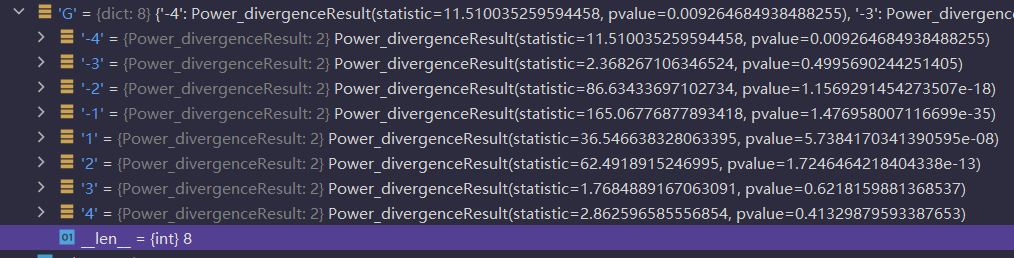 'G' = {dict: 8} {'-4': Power_divergenceResult(statistic=11.510035259594458, pvalue=0.009264684938488255), '-3': Power_divergence
'-4' = {Power_divergenceResult: 2} Power_divergenceResult(statistic=11.510035259594458, pvalue=0.009264684938488255)
'-3' = {Power_divergenceResult: 2} Power_divergenceResult(statistic=2.368267106346524, pvalue=0.4995690244251405)
'-2' = {Power_divergenceResult: 2} Power_divergenceResult(statistic=86.63433697102734, pvalue=1.1569291454273507e-18)
'-1' = {Power_divergenceResult: 2} Power_divergenceResult(statistic=165.06776877893418, pvalue=1.476958007116699e-35)
'1' = {Power_divergenceResult: 2} Power_divergenceResult(statistic=36.546638328063395, pvalue=5.7384170341390595e-08)
'2' = {Power_divergenceResult: 2} Power_divergenceResult(statistic=62.4918915246995, pvalue=1.7246464218404338e-13)
'3' = {Power_divergenceResult: 2} Power_divergenceResult(statistic=1.7684889167063091, pvalue=0.6218159881368537)
'4' = {Power_divergenceResult: 2} Power_divergenceResult(statistic=2.862596585556854, pvalue=0.41329879593387653)
01 __len__ = {int} 8